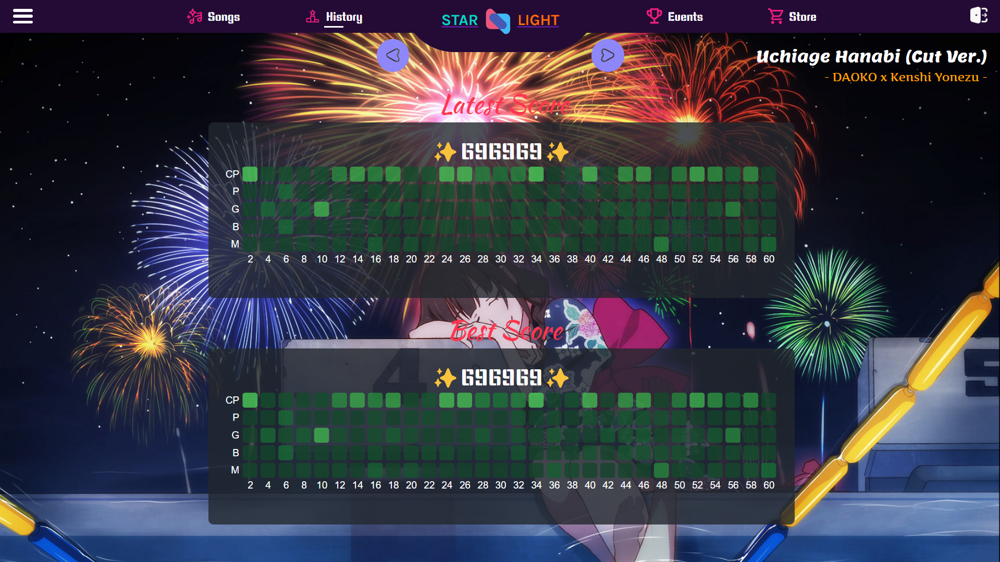 Songs
History
STAR LIGHT
Events
Store
Uchiage Hanabi (Cut Ver.)
- DAOKO x Kenshi Yonezu -
Latest Score
696969
CP
P
G
B
M
2 4 6 8 10 12 14 16 18 20 22 24 26 28 30 32 34 36 38 40 42 44 46 48 50 52 54 56 58 60
Best Score
4
696969
CP
P
G
B
M
2 4 6 8 10 12 14 16 18 20 22 24 26 28 30 32 34 36 38 40 42 44 46 48 50 52 54 56 58 60
5